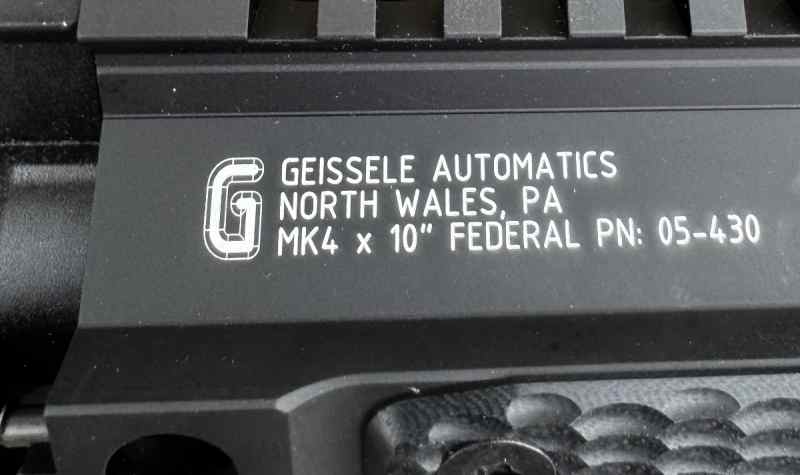 G GEISSELE AUTOMATICS
NORTH WALES, PA
MK4 x 10" FEDERAL PN: 05-430